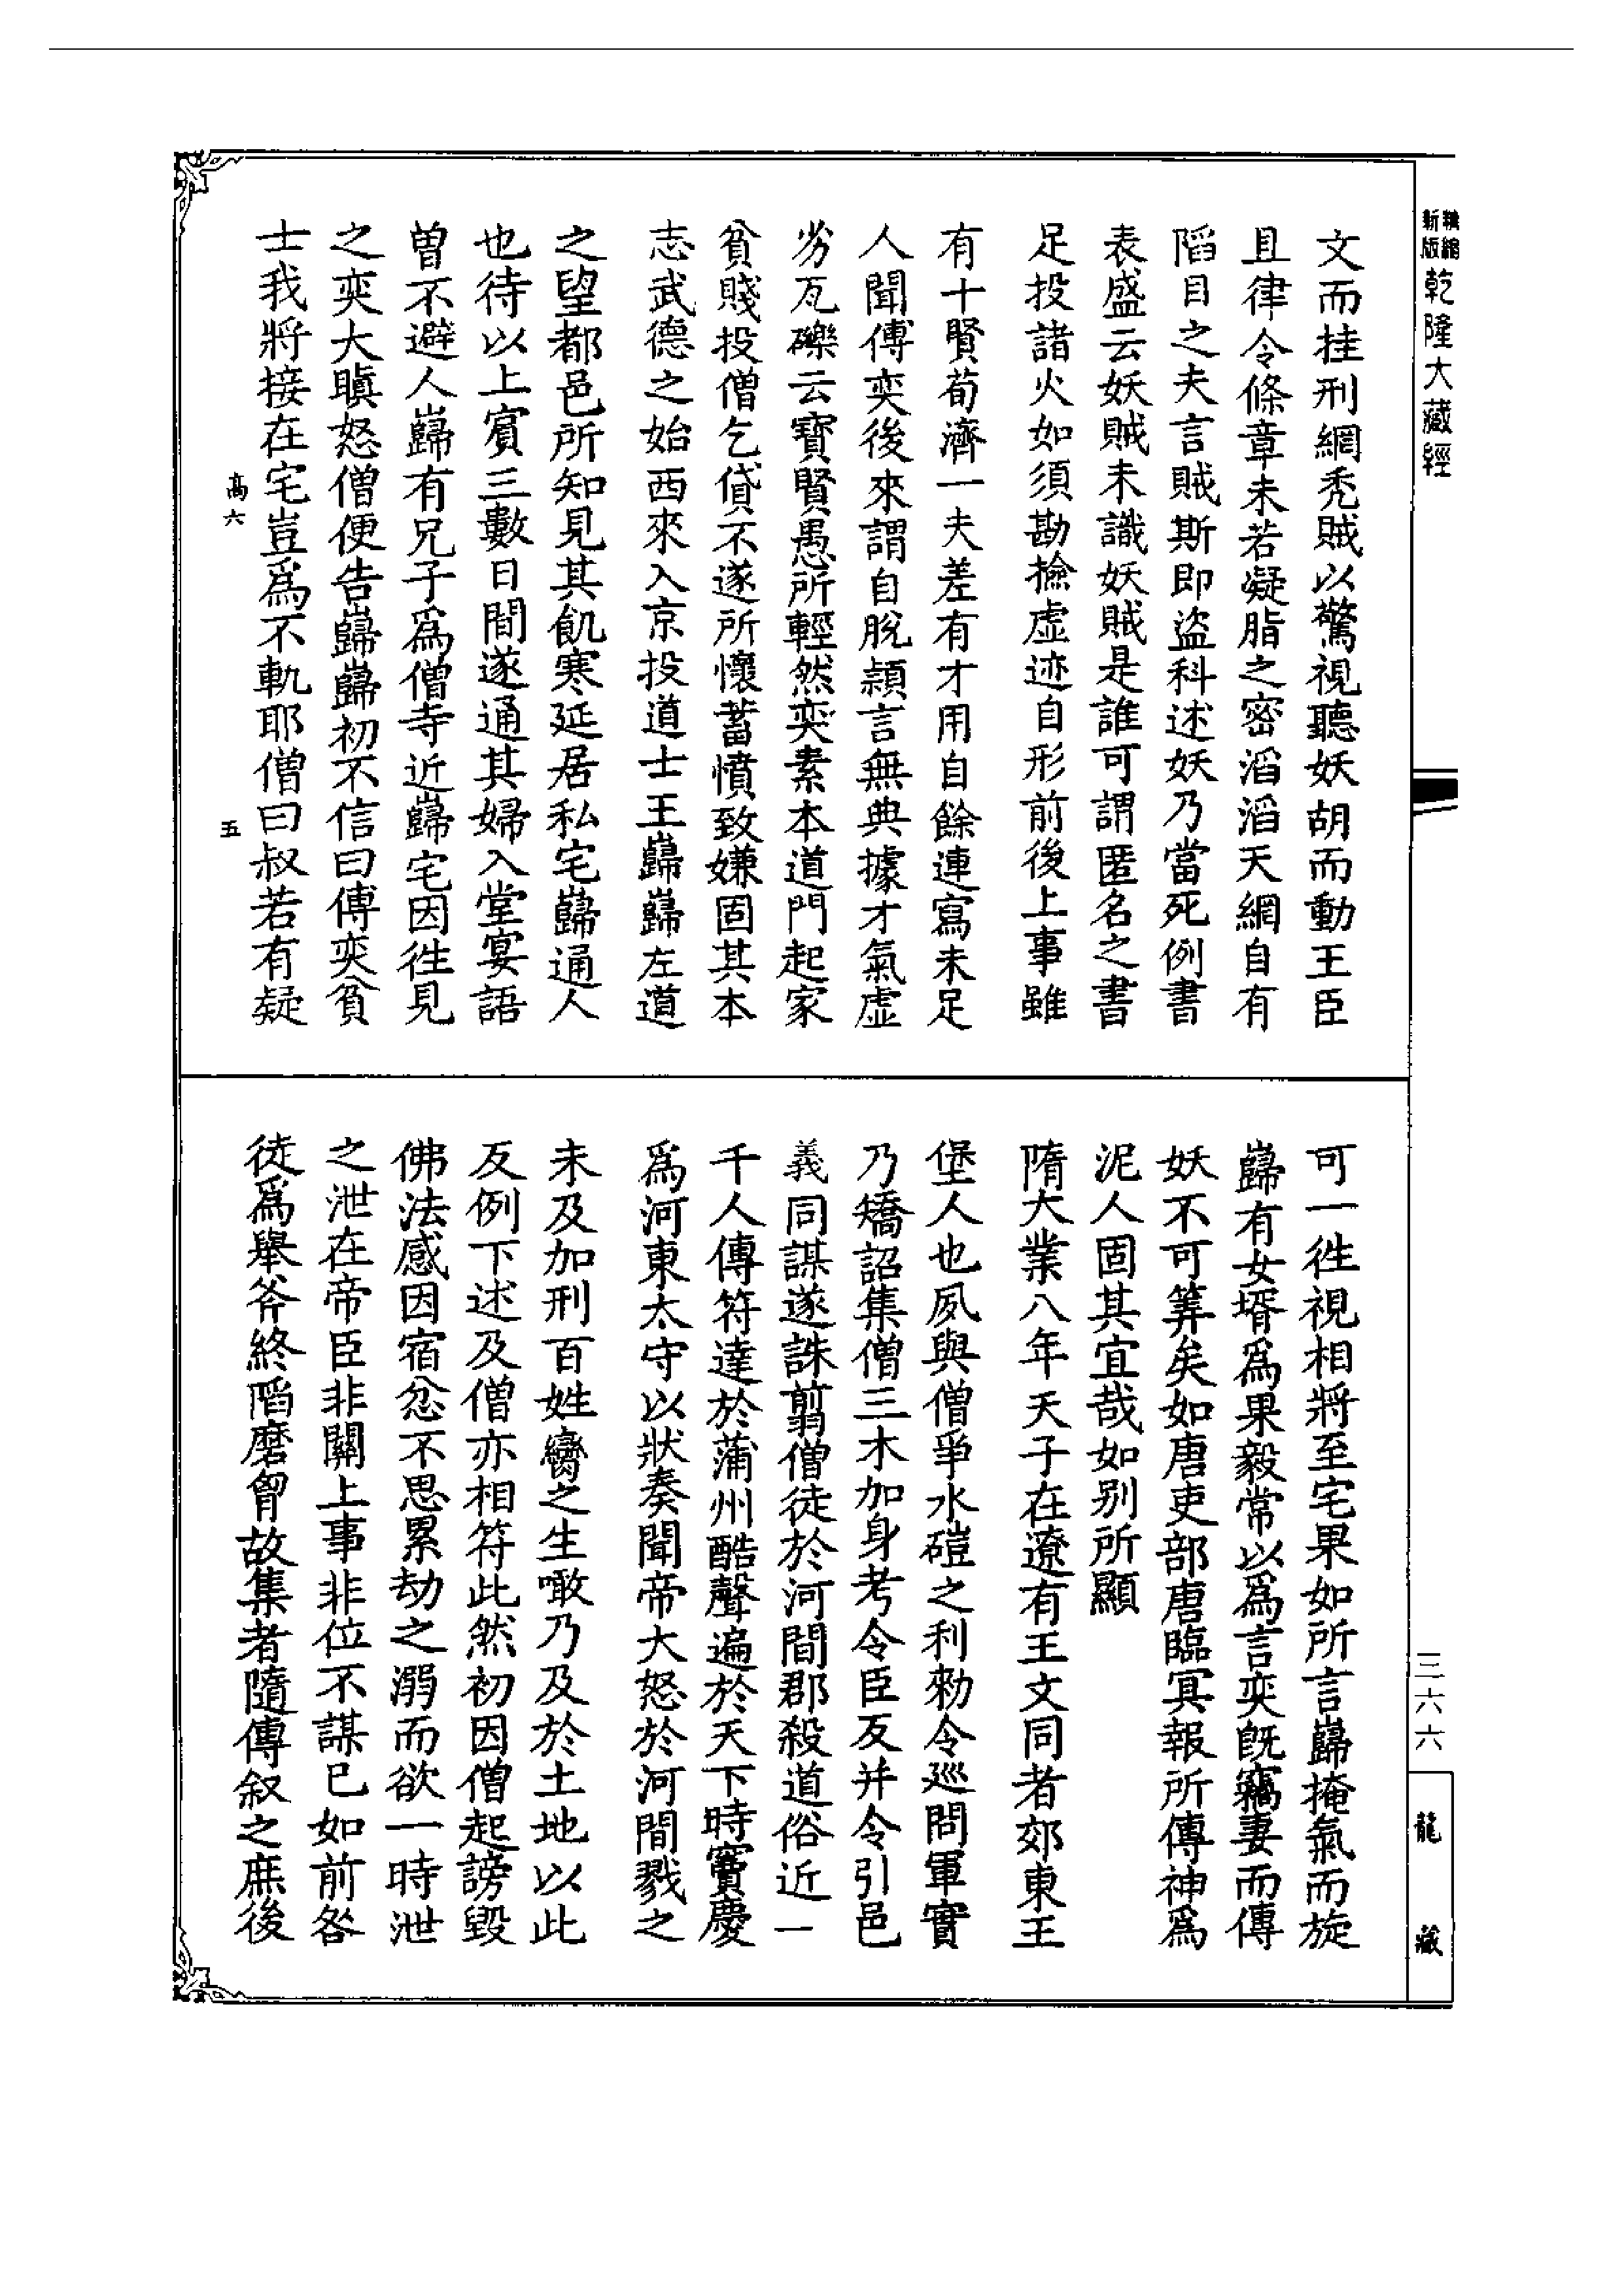 新版
輯縮
乾隆大藏經
文而挂刑網禿賊以驚視聽妖胡而動王臣
且律令條章未若凝脂之密滔滔天網自有
䧟目之夫言賊斯即盜科述妖乃當死例書
表盛云妖賊未識妖賊是誰可謂匿名之書
足投諸火如須勘撿虛迹自形前後上事雖
有十賢荀濟一夫差有才用自餘連寫未足
人聞傅奕後來謂自脫頴言無典據才氣虛
劣瓦礫云寶賢愚所輕然奕素本道門起家
貧賤投僧乞貸不遂所懷蓄憤致嫌固其本
志武德之始西來入京投道士王巋巋左道
之望都邑所知見其飢寒延居私宅巋通人
也待以上賓三數日間遂通其婦入堂宴語
曾不避人巋有兄子爲僧寺近巋宅因徃見
之奕大瞋怒僧便告巋巋初不信曰傅奕貧
士我將接在宅豈爲不軌耶僧曰叔若有疑
高六
五
可一徃視相將至宅果如所言巋掩氣而旋
巋有女壻爲果毅常以爲言奕旣竊妻而傳
妖不可筭矣如唐吏部唐臨冥報所傳神爲
泥人固其宜哉如别所顯
隋大業八年天子在遼有王文同者郊東王
堡人也夙與僧爭水磑之利勑令巡問軍實
乃矯詔集僧三木加身考令臣反并令引邑
義同謀遂誅翦僧徒於河間郡殺道俗近一
千人傳符達於蒲州酷聲遍於天下時竇慶
爲河東太守以狀奏聞帝大怒於河間戮之
未及加刑百姓臠之生噉乃及於土地以此
反例下述及僧亦相符此然初因僧起謗毀
佛法感因宿忿不思累劫之溺而欲一時泄
之泄在帝臣非關上事非位不謀已如前咎
徒爲舉斧終䧟磨𦚢故集者隨傳叙之庶後
三六六
龍藏